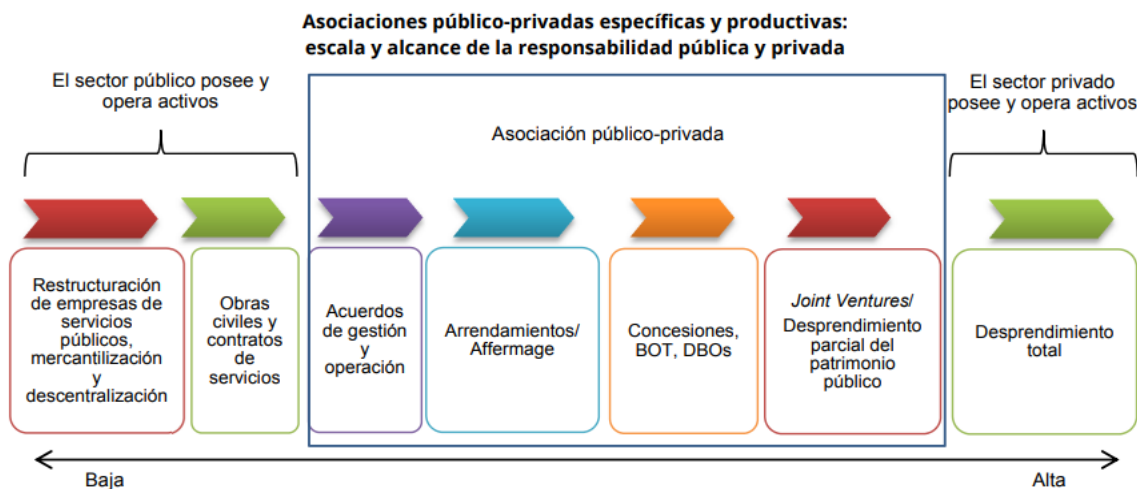 Asociaciones público-privadas específicas y productivas:
escala y alcance de la responsabilidad pública y privada
El sector público posee y
opera activos
Asociación público-privada
El sector privado
posee y opera activos
Restructuración
de empresas de
servicios
públicos,
mercantilización
y
descentralización
Obras
civiles y
contratos
de
servicios
Acuerdos
de gestión
y
operación
Arrendamientos/
Affermage
Concesiones,
BOT, DBOs
Joint Ventures/
Desprendimiento
parcial del
patrimonio
público
Desprendimiento
total
Baja
Alta